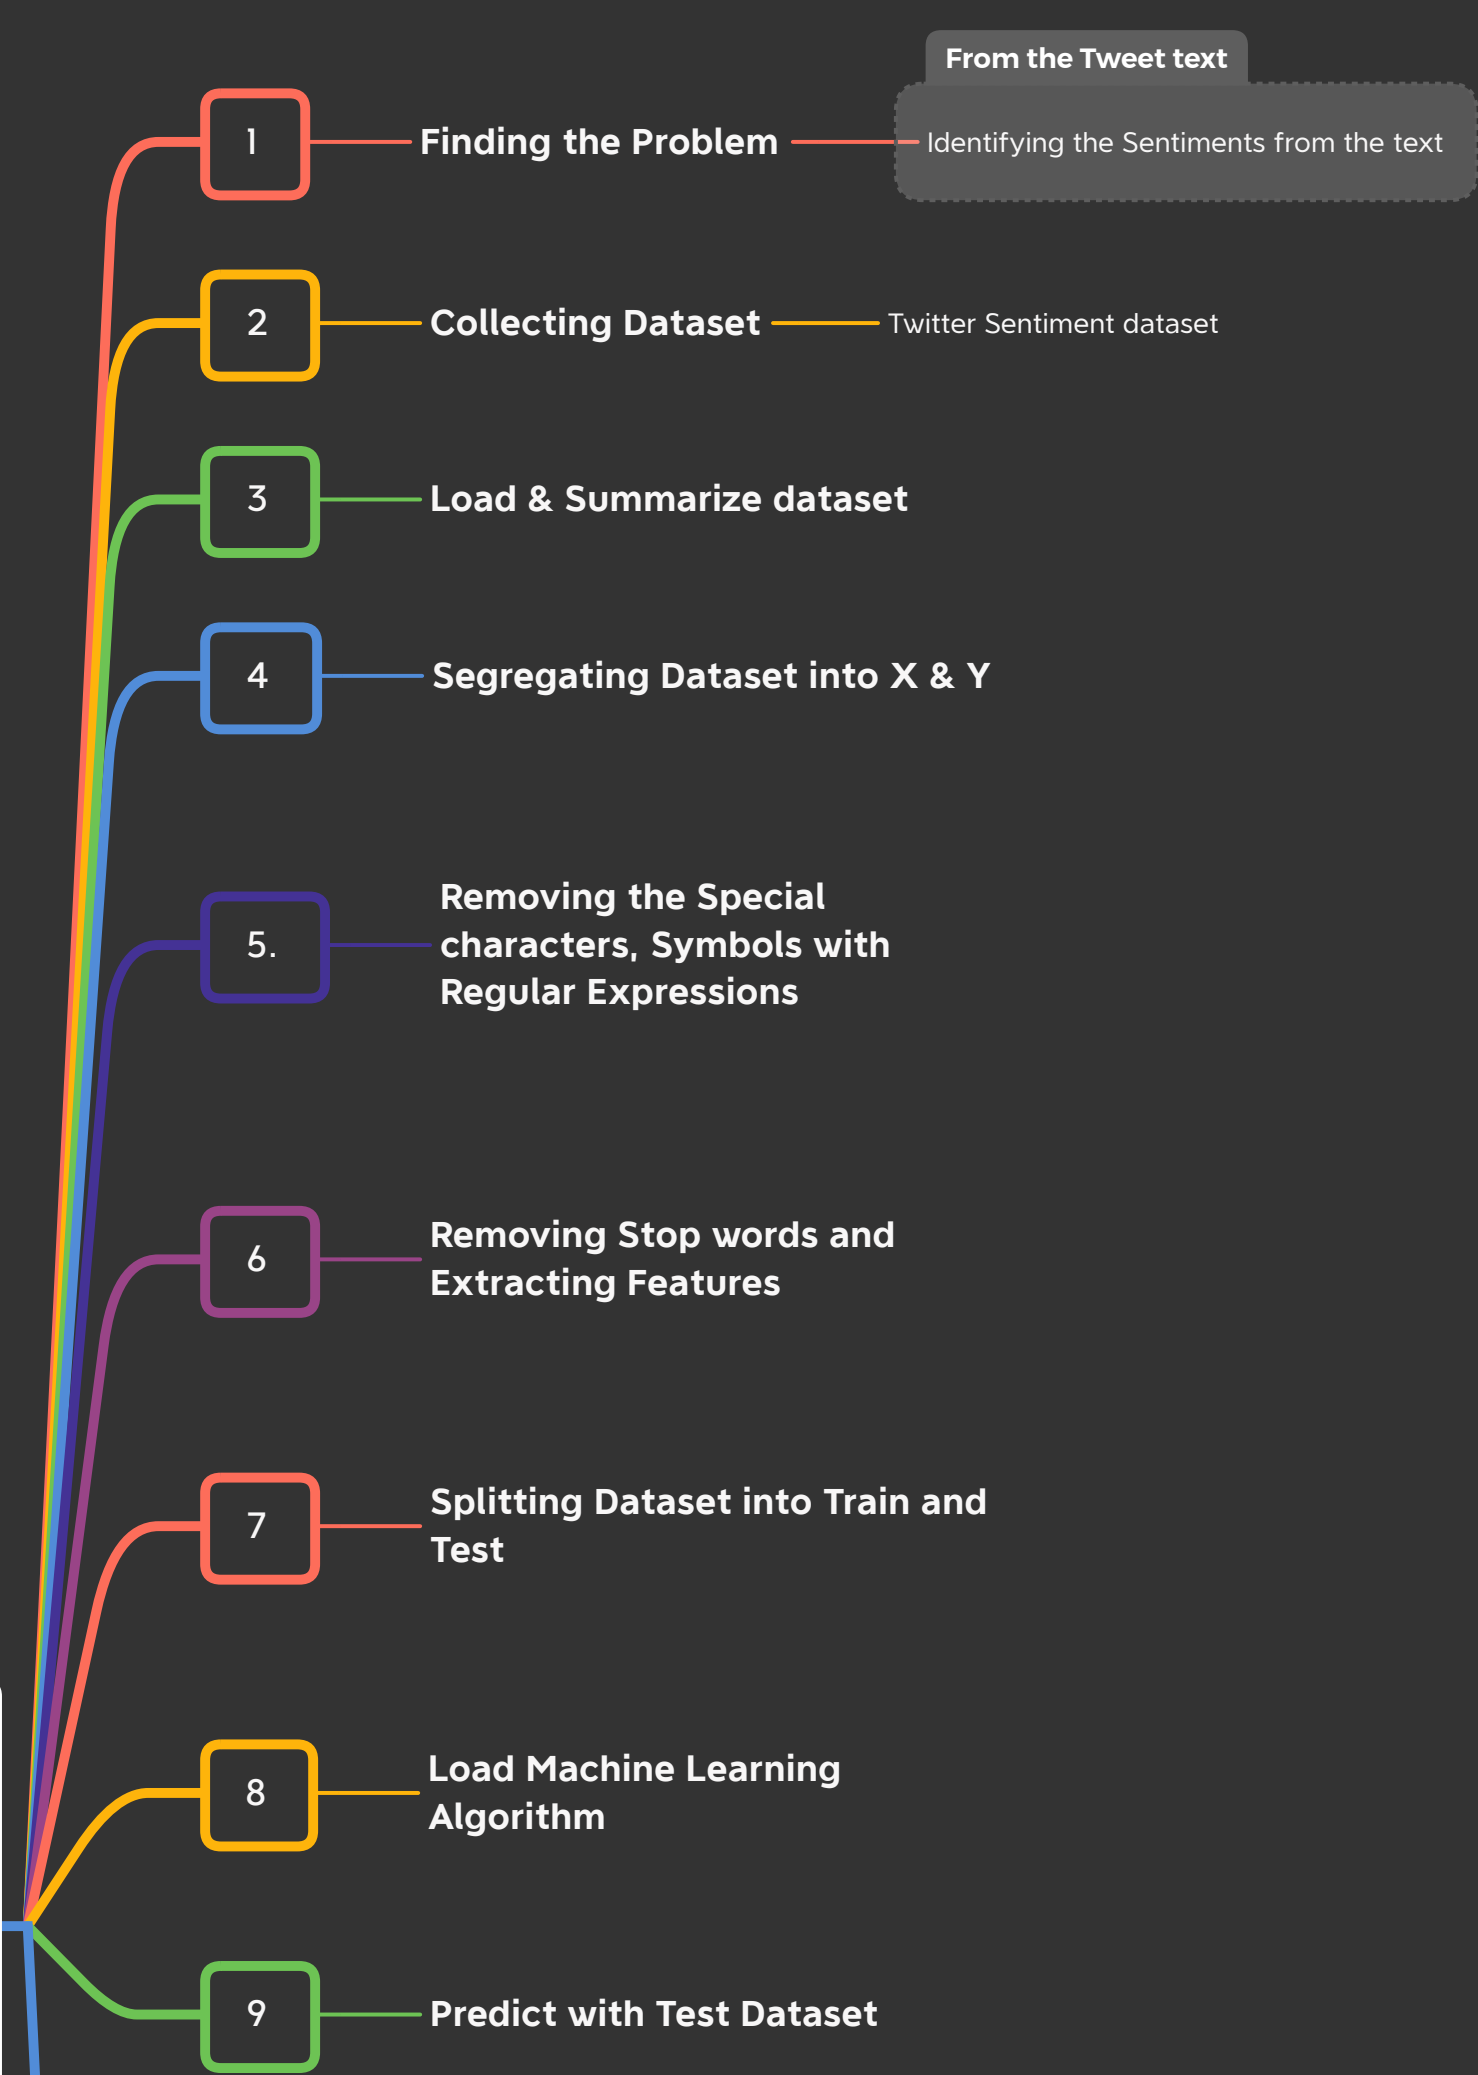 From the Tweet text
1
Finding the Problem
Identifying the Sentiments from the text
2
Collecting Dataset
Twitter Sentiment dataset
3
Load & Summarize dataset
4
Segregating Dataset into X & Y
5.
Removing the Special
characters, Symbols with
Regular Expressions
6
Removing Stop words and
Extracting Features
7
Splitting Dataset into Train and
Test
8
Load Machine Learning
Algorithm
9
Predict with Test Dataset